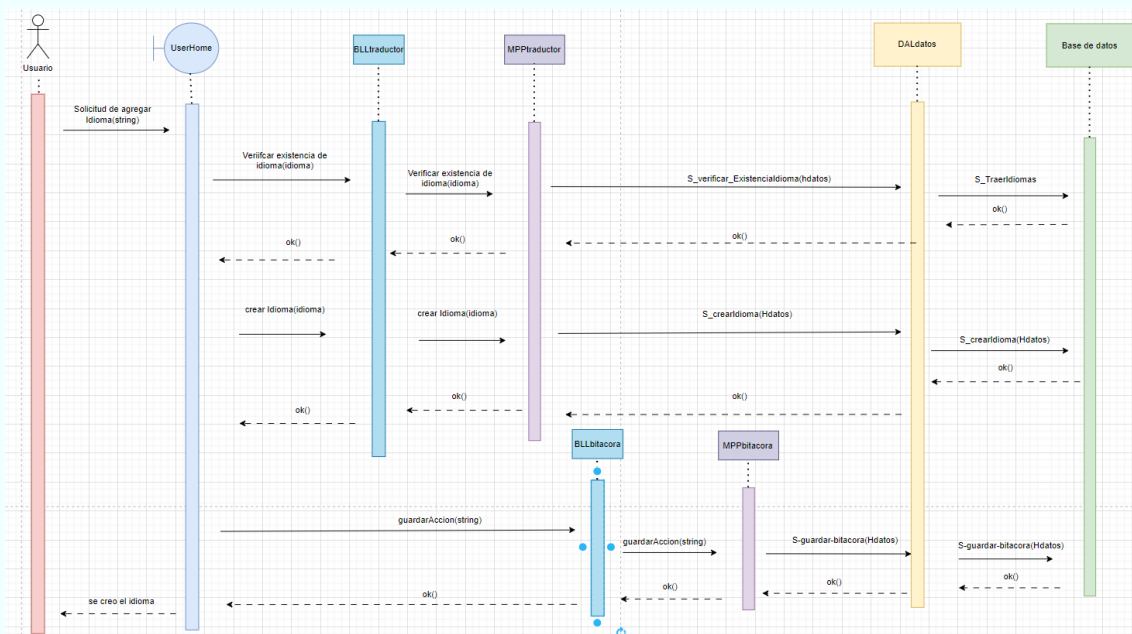 Usuario
UserHome
BLLtraductor
MPPtraductor
DALdatos
Base de datos
Solicitud de agregar
Idioma(string)
Veriifcar existencia de
idioma(idioma)
Verificar existencia de
idioma(idioma)
S_verificar_ExistenciaIdioma(hdatos)
S_TraerIdiomas
ok()
ok()
ok()
ok()
crear Idioma(idioma)
crear Idioma(idioma)
S_crearIdioma(Hdatos)
S_crearIdioma(Hdatos)
ok()
ok()
ok()
ok()
BLLbitacora
MPPbitacora
guardarAccion(string)
guardarAccion(string)
S-guardar-bitacora(Hdatos)
S-guardar-bitacora(Hdatos)
ok()
ok()
ok()
ok()
se creo el idioma